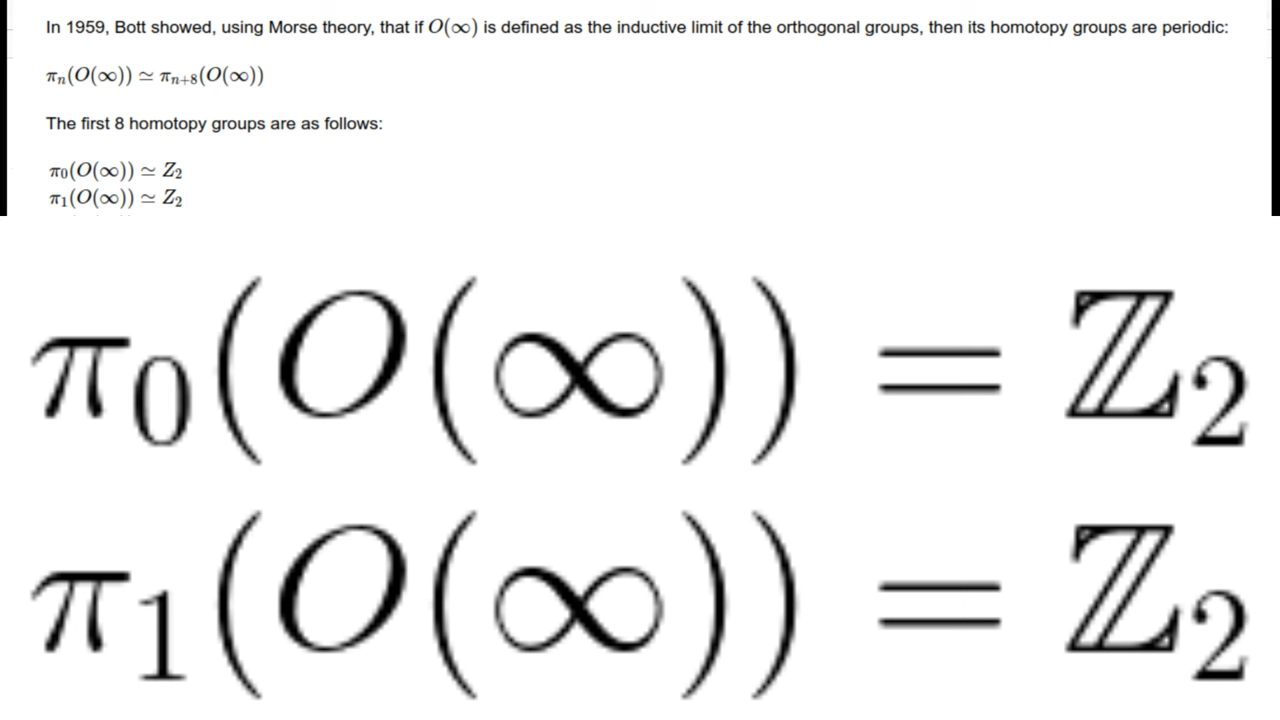 In 1959, Bott showed, using Morse theory, that if O(∞) is defined as the inductive limit of the orthogonal groups, then its homotopy groups are periodic:
πₙ(O(∞)) ≃ πₙ₊₈(O(∞))
The first 8 homotopy groups are as follows:
π₀(O(∞)) ≃ Z₂
π₁(O(∞)) ≃ Z₂
π₀(O(∞)) = ℤ₂
π₁(O(∞)) = ℤ₂